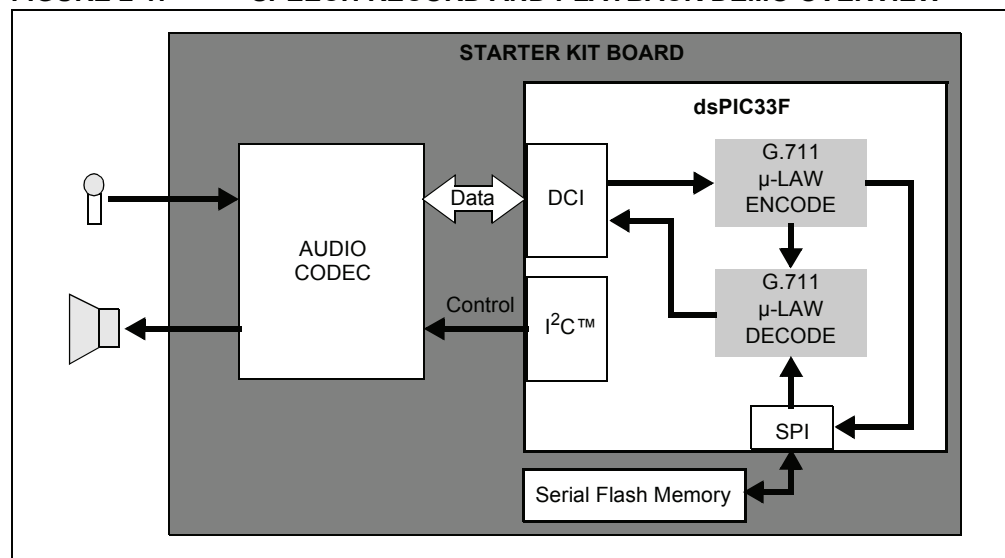 STARTER KIT BOARD
dsPIC33F
G.711
µ-LAW
ENCODE
DCI
Data
AUDIO
CODEC
G.711
µ-LAW
DECODE
Control
I²C™
SPI
Serial Flash Memory